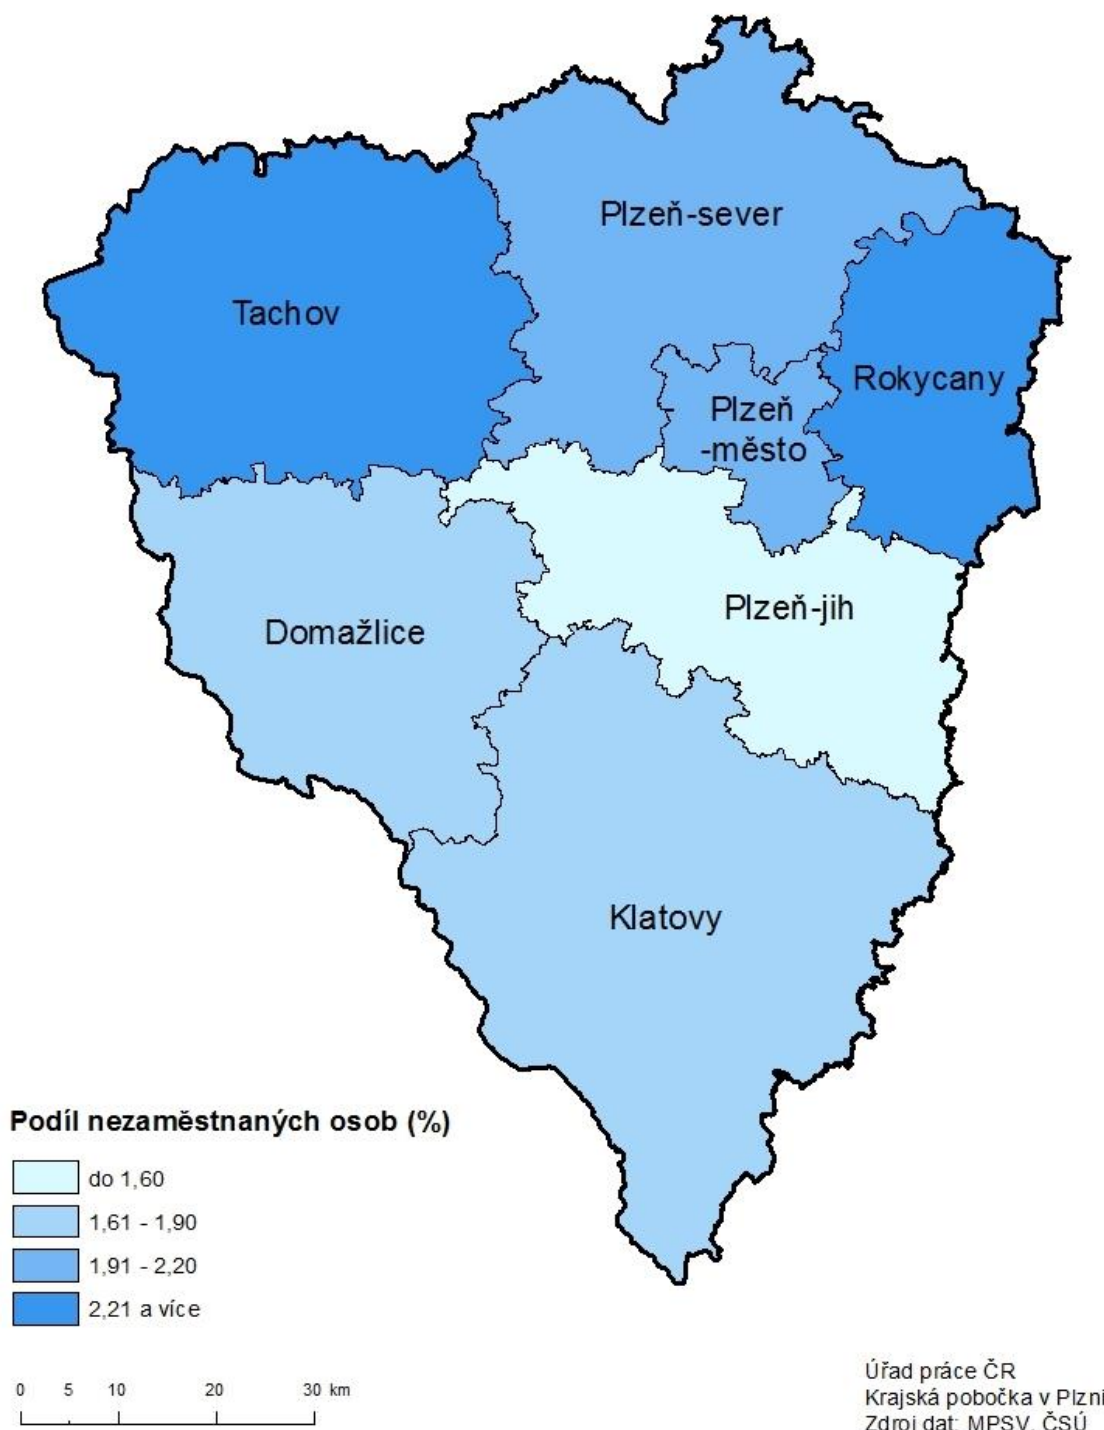 Plzeň-sever
Tachov
Rokycany
Plzeň
-město
Plzeň-jih
Domažlice
Klatovy
Podíl nezaměstnaných osob (%)
do 1,60
1,61 - 1,90
1,91 - 2,20
2,21 a více
0 5 10 20 30 km
Úřad práce ČR
Krajská pobočka v Plzni
Zdroj dat: MPSV, ČSÚ